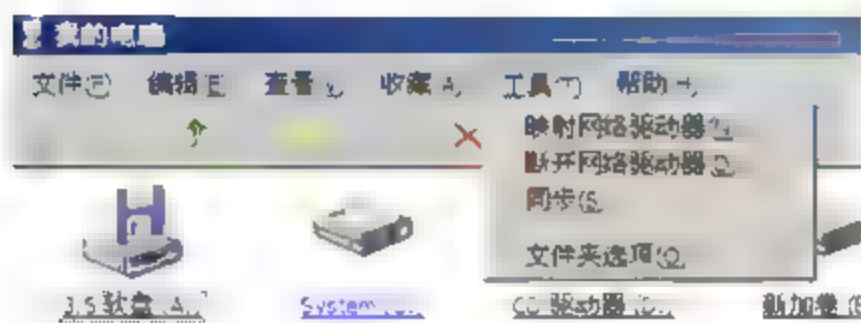 我的电脑
文件(F) 编辑(E) 查看(V) 收藏(A) 工具(T) 帮助(H)
映射网络驱动器(N)
断开网络驱动器(D)
同步(S)
文件夹选项(O)
3.5 软盘 (A:)
System (C:)
CD 驱动器 (D:)
新加卷 (E